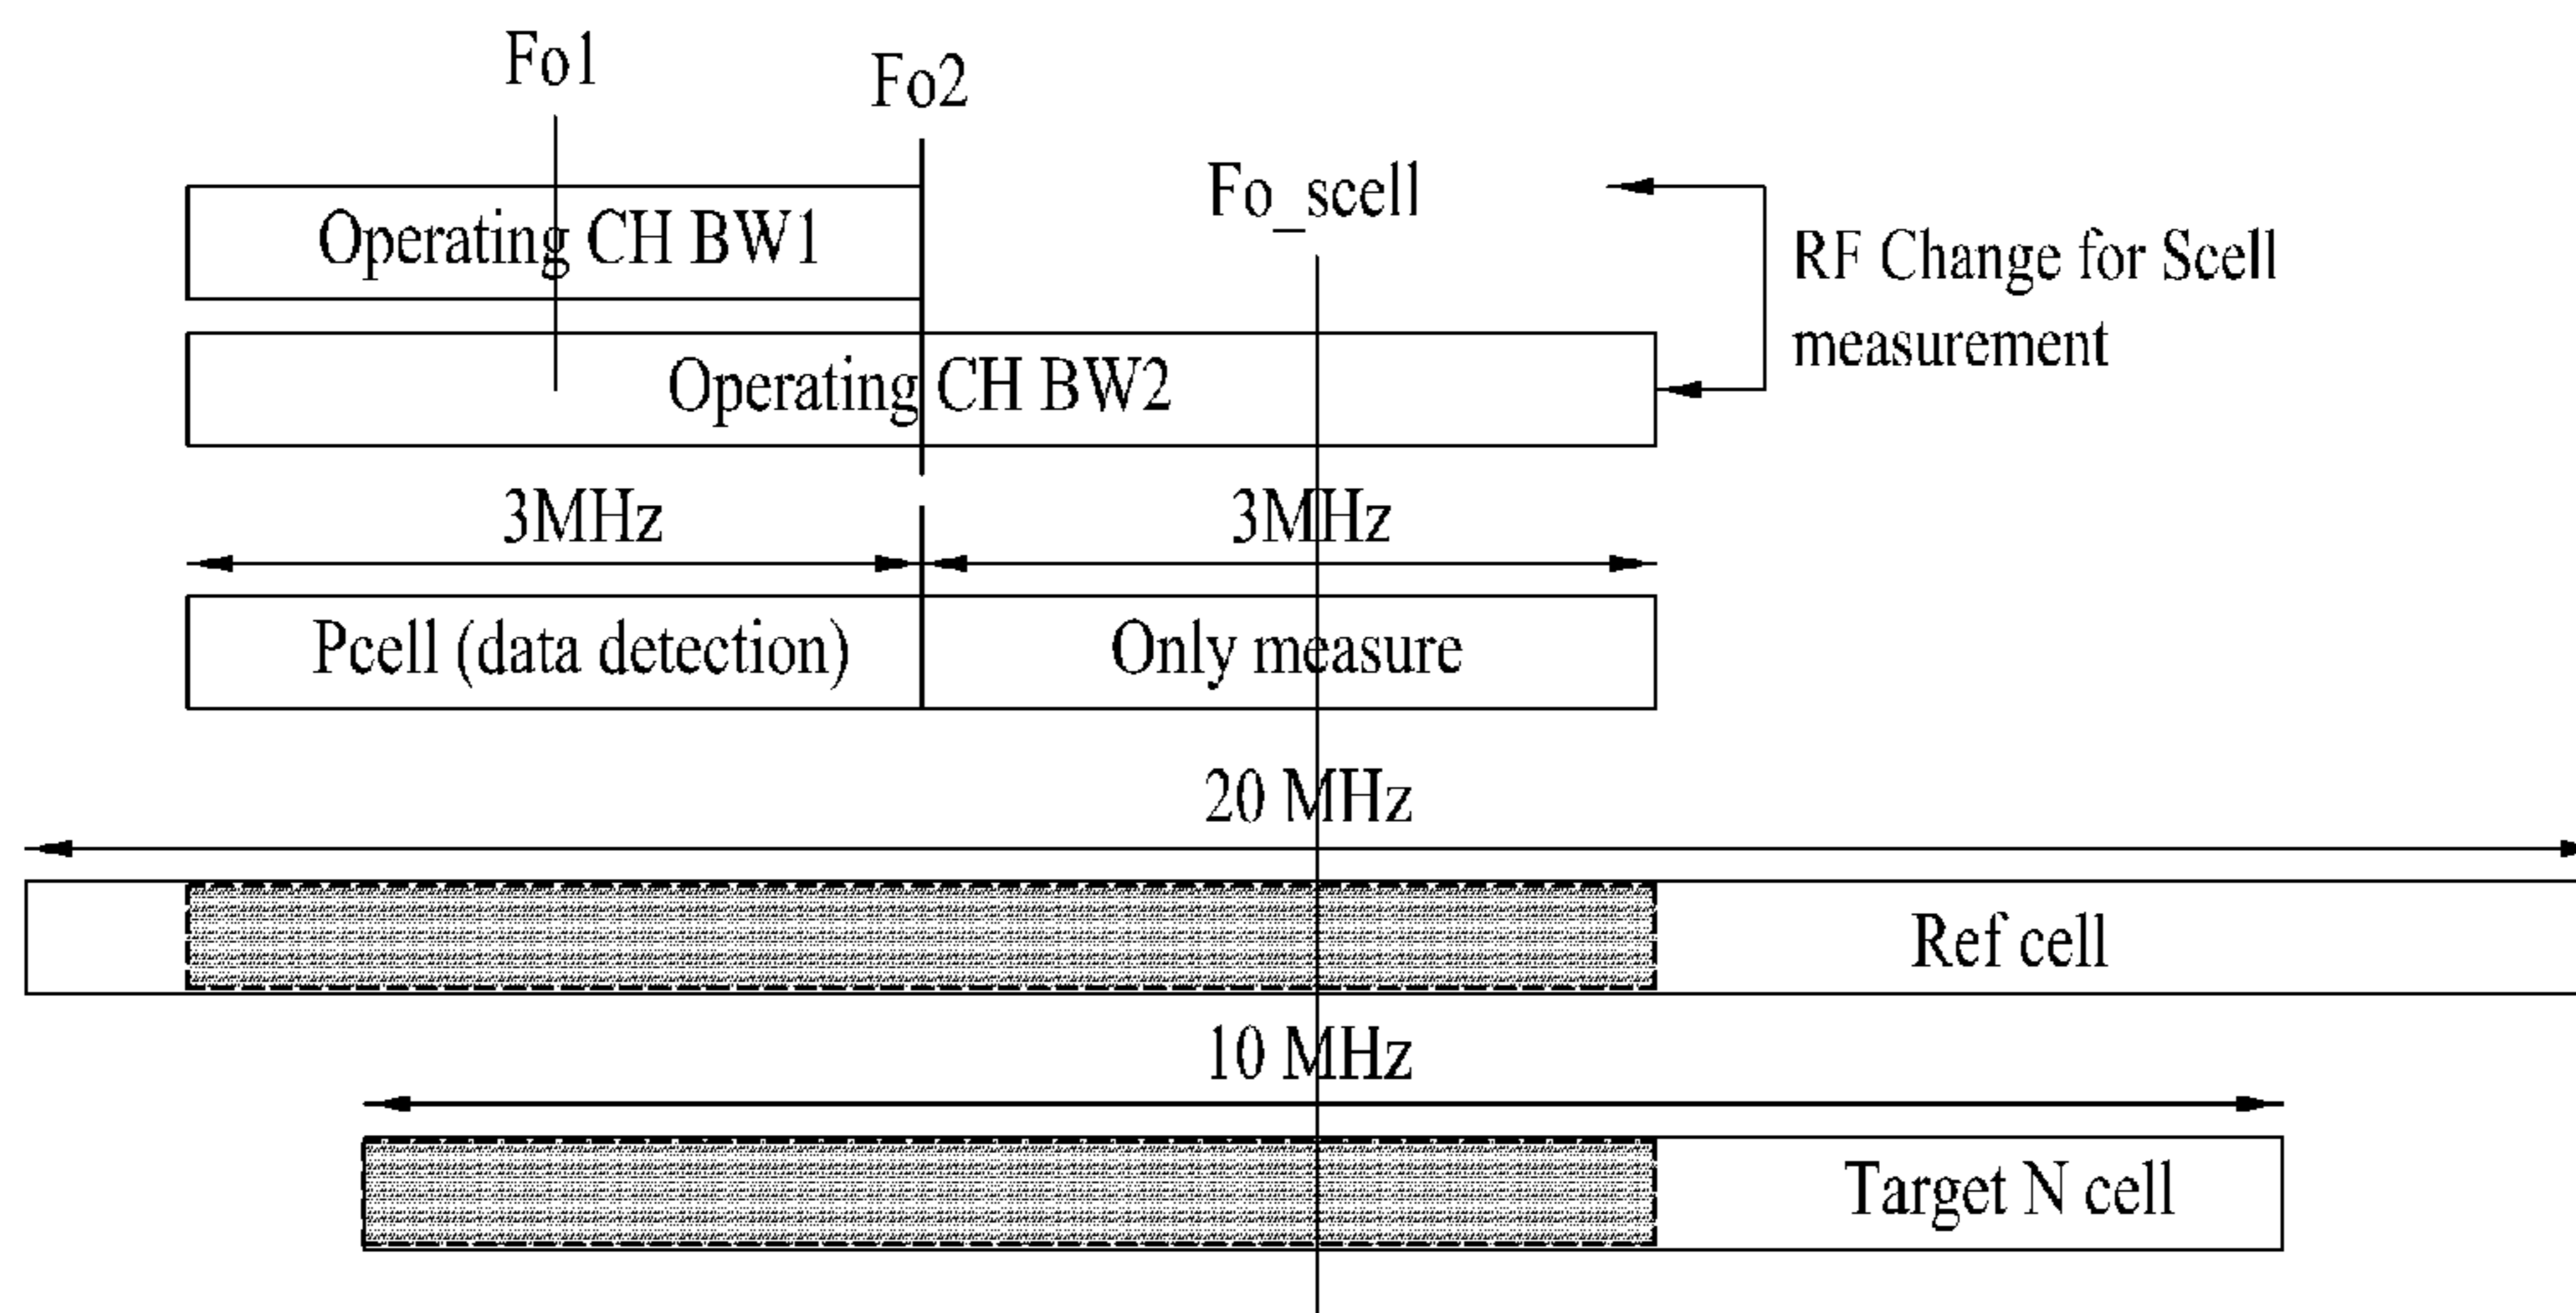 Fo1
Fo2
Fo_scell
Operating CH BW1
RF Change for Scell
measurement
Operating CH BW2
3MHz
3MHz
Pcell (data detection)
Only measure
20 MHz
Ref cell
10 MHz
Target N cell